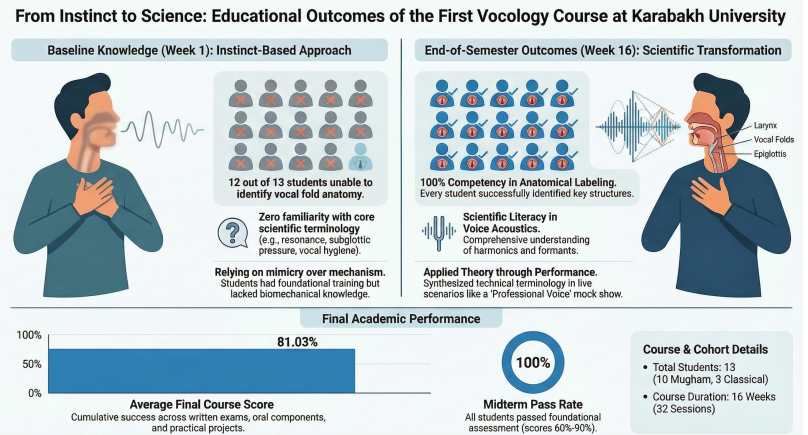 From Instinct to Science: Educational Outcomes of the First Vocology Course at Karabakh University
Baseline Knowledge (Week 1): Instinct-Based Approach
12 out of 13 students unable to
identify vocal fold anatomy.
?
Zero familiarity with core
scientific terminology
(e.g., resonance, subglottic
pressure, vocal hygiene).
Relying on mimicry over mechanism.
Students had foundational training but
lacked biomechanical knowledge.
End-of-Semester Outcomes (Week 16): Scientific Transformation
Larynx
Vocal Folds
Epiglottis
100% Competency in Anatomical Labeling.
Every student successfully identified key structures.
Scientific Literacy in
Voice Acoustics.
Comprehensive understanding
of harmonics and formants.
Applied Theory through Performance.
Synthesized technical terminology in live
scenarios like a 'Professional Voice' mock show.
Final Academic Performance
100%
50%
0%
81.03%
Average Final Course Score
Cumulative success across written exams, oral components,
and practical projects.
100%
Midterm Pass Rate
All students passed foundational
assessment (scores 60%-90%).
Course & Cohort Details
• Total Students: 13
(10 Mugham, 3 Classical)
• Course Duration: 16 Weeks
(32 Sessions)